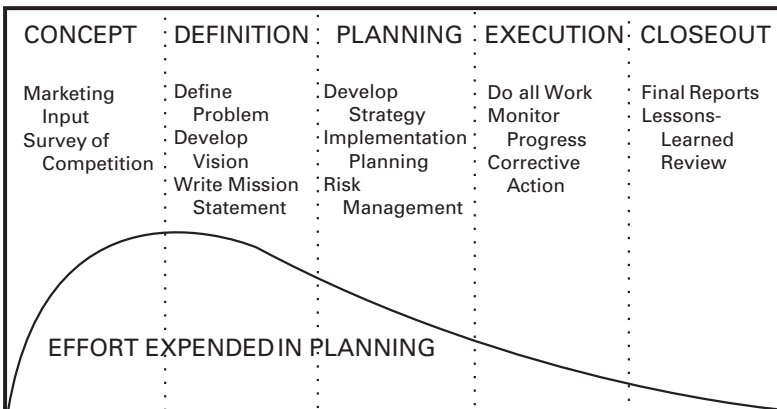 CONCEPT
Marketing
Input
Survey of
Competition
DEFINITION
Define
Problem
Develop
Vision
Write Mission
Statement
PLANNING
Develop
Strategy
Implementation
Planning
Risk
Management
EXECUTION
Do all Work
Monitor
Progress
Corrective
Action
CLOSEOUT
Final Reports
Lessons-
Learned
Review
EFFORT EXPENDED IN PLANNING